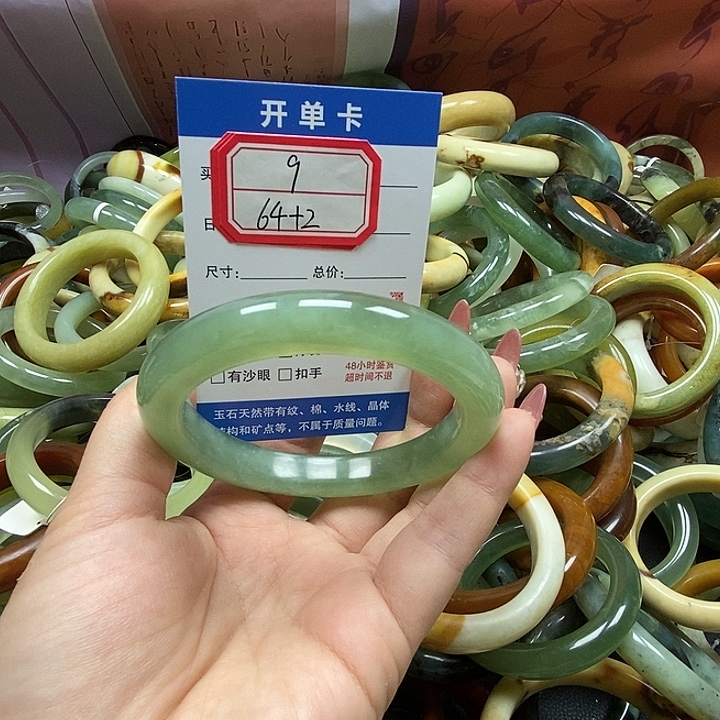 开单卡
买
9
日
64+2
尺寸: 总价:
有沙眼 扣手
48小时鉴赏
超时间不退
玉石天然带有纹、棉、水线、晶体
结构和矿点等，不属于质量问题。